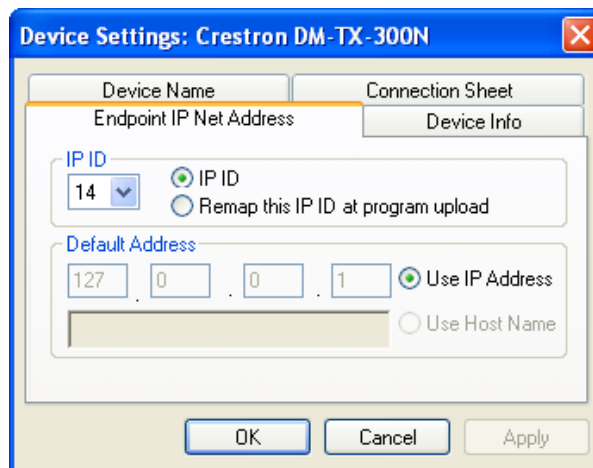 Device Settings: Crestron DM-TX-300N
Device Name
Connection Sheet
Endpoint IP Net Address
Device Info
IP ID
14
IP ID
Remap this IP ID at program upload
Default Address
127 . 0 . 0 . 1
Use IP Address
Use Host Name
OK
Cancel
Apply